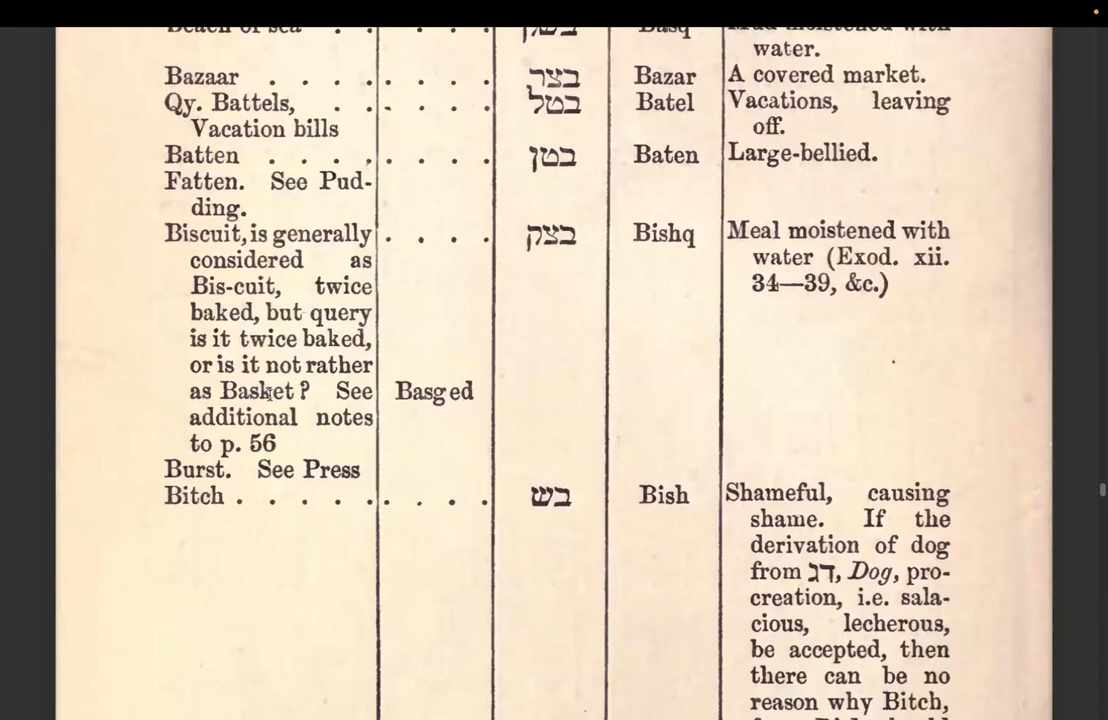 water.
Bazaar . . . . . . . . בצר Bazar A covered market.
Qy. Battels, . . . . . . בטל Batel Vacations, leaving
Vacation bills off.
Batten . . . . . . . . בטן Baten Large-bellied.
Fatten. See Pud-
ding.
Biscuit, is generally . . . . בצק Bishq Meal moistened with
considered as water (Exod. xii.
Bis-cuit, twice 34—39, &c.)
baked, but query
is it twice baked,
or is it not rather
as Basket? See Basged
additional notes
to p. 56
Burst. See Press
Bitch . . . . . . . . . בש Bish Shameful, causing
shame. If the
derivation of dog
from דג, Dog, pro-
creation, i.e. sala-
cious, lecherous,
be accepted, then
there can be no
reason why Bitch,